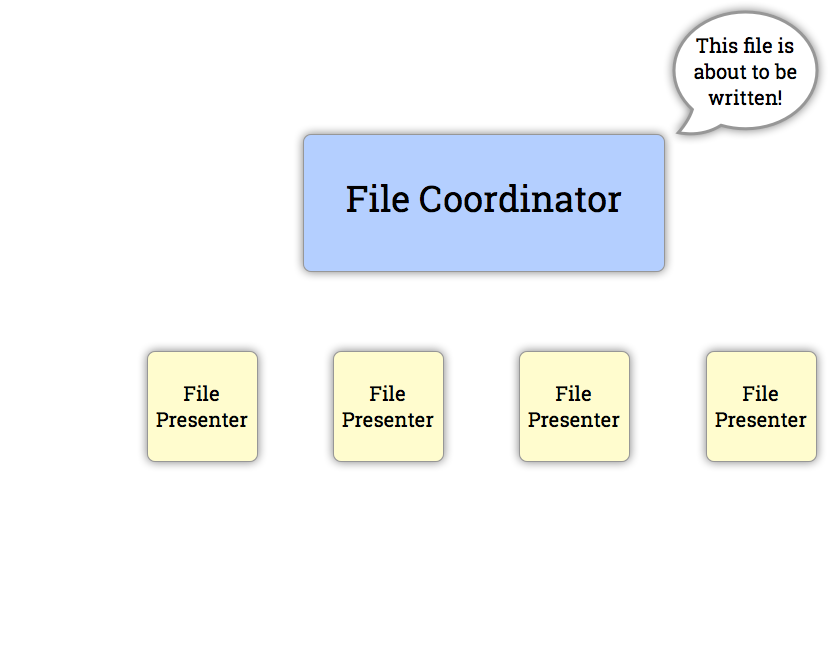 This file is
about to be
written!
File Coordinator
File
Presenter
File
Presenter
File
Presenter
File
Presenter